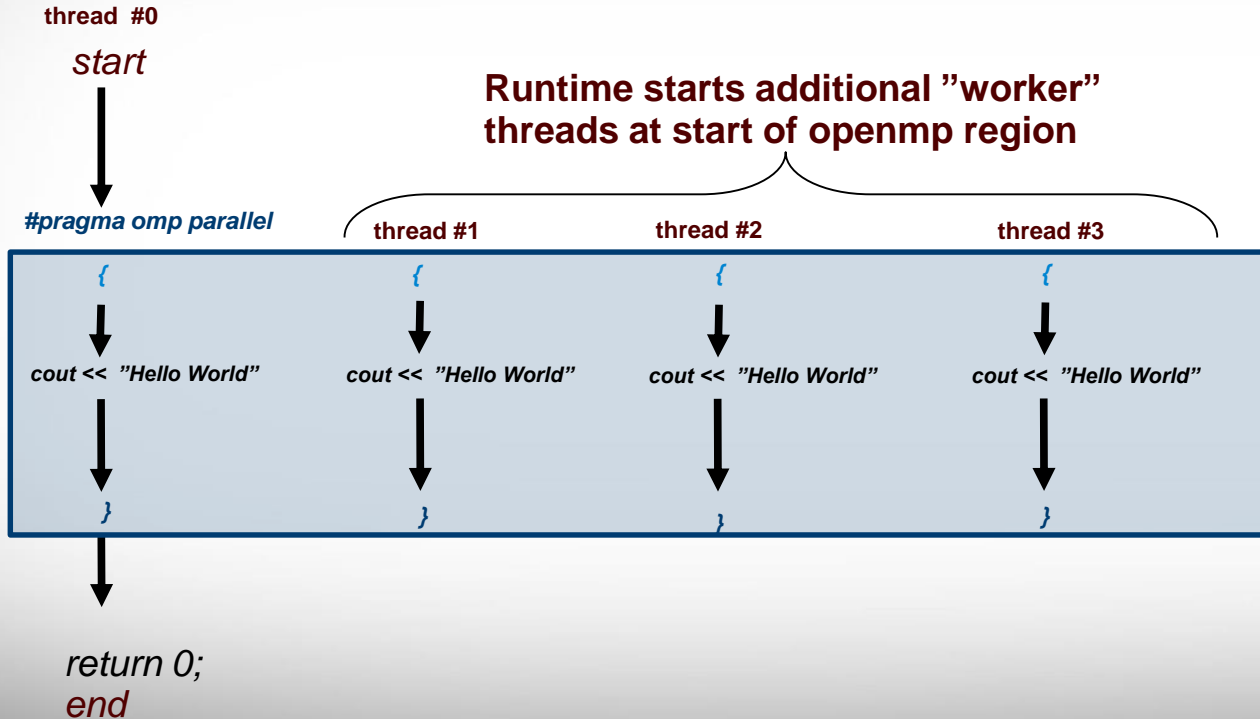 thread #0
start
Runtime starts additional ”worker”
threads at start of openmp region
#pragma omp parallel
thread #1
thread #2
thread #3
{
{
{
{
cout << ”Hello World”
cout << ”Hello World”
cout << ”Hello World”
cout << ”Hello World”
}
}
}
}
return 0;
end